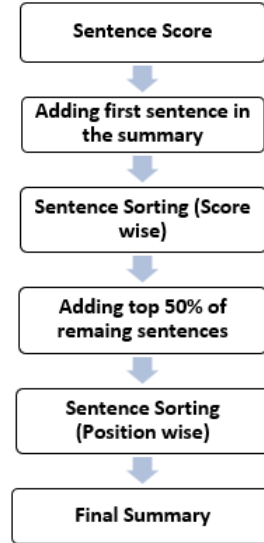 Sentence Score
Adding first sentence in
the summary
Sentence Sorting (Score
wise)
Adding top 50% of
remaing sentences
Sentence Sorting
(Position wise)
Final Summary